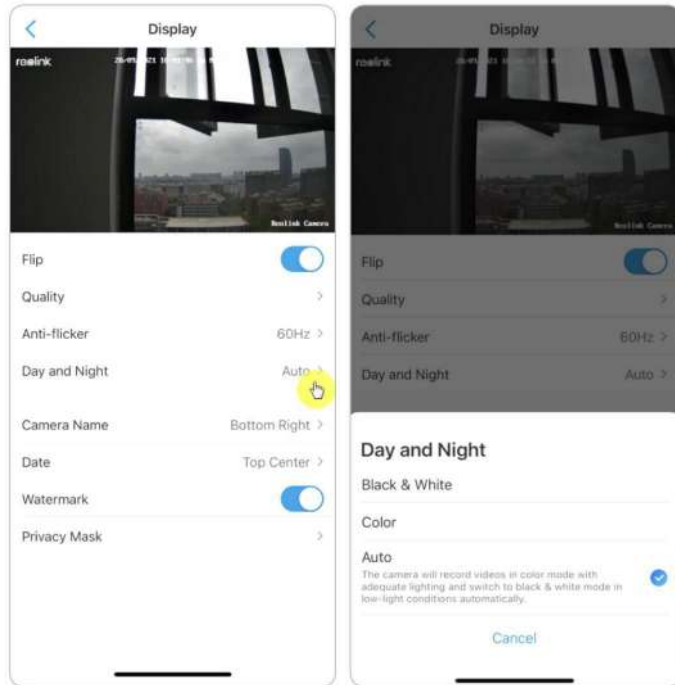 Display
reolink
Reolink Camera
Flip
Quality
Anti-flicker 60Hz
Day and Night Auto
Camera Name Bottom Right
Date Top Center
Watermark
Privacy Mask
Display
reolink
Reolink Camera
Flip
Quality
Anti-flicker 60Hz
Day and Night Auto
Day and Night
Black & White
Color
Auto
The camera will record videos in color mode with
adequate lighting and switch to black & white mode in
low-light conditions automatically.
Cancel